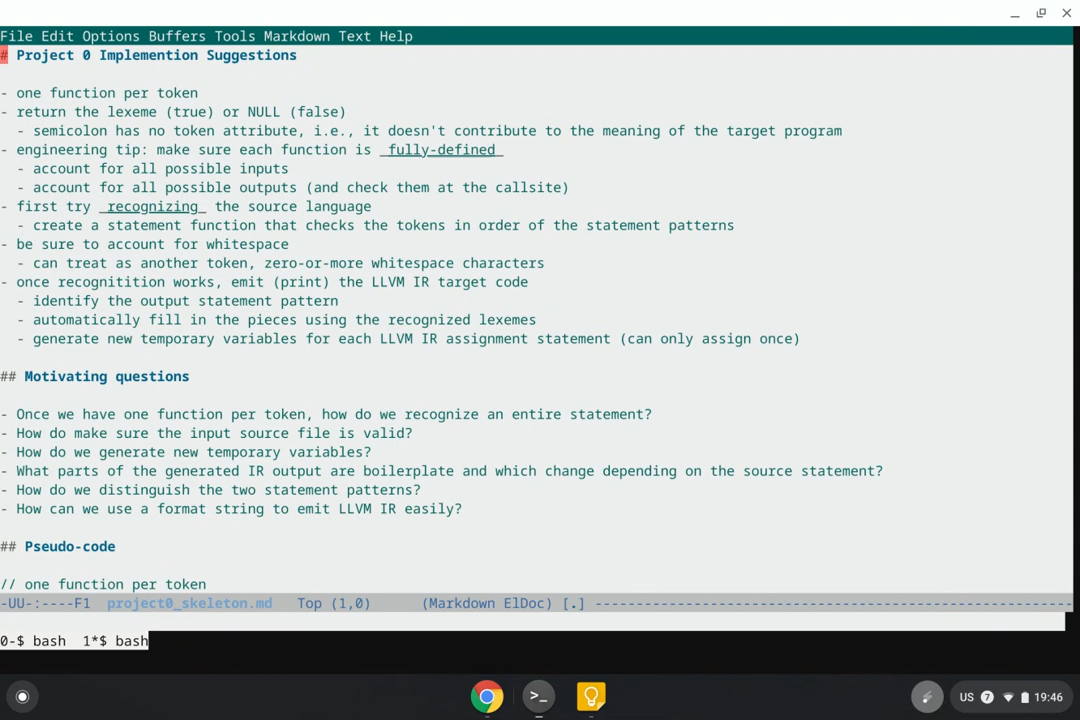 File Edit Options Buffers Tools Markdown Text Help
# Project 0 Implemention Suggestions
- one function per token
- return the lexeme (true) or NULL (false)
- semicolon has no token attribute, i.e., it doesn't contribute to the meaning of the target program
- engineering tip: make sure each function is _fully-defined_
- account for all possible inputs
- account for all possible outputs (and check them at the callsite)
- first try _recognizing_ the source language
- create a statement function that checks the tokens in order of the statement patterns
- be sure to account for whitespace
- can treat as another token, zero-or-more whitespace characters
- once recognitition works, emit (print) the LLVM IR target code
- identify the output statement pattern
- automatically fill in the pieces using the recognized lexemes
- generate new temporary variables for each LLVM IR assignment statement (can only assign once)
## Motivating questions
- Once we have one function per token, how do we recognize an entire statement?
- How do make sure the input source file is valid?
- How do we generate new temporary variables?
- What parts of the generated IR output are boilerplate and which change depending on the source statement?
- How do we distinguish the two statement patterns?
- How can we use a format string to emit LLVM IR easily?
## Pseudo-code
// one function per token
-UU-:----F1 project0_skeleton.md Top (1,0) (Markdown ElDoc) [.] ----------------------------------------------------------
0-$ bash 1*$ bash
US 7 19:46